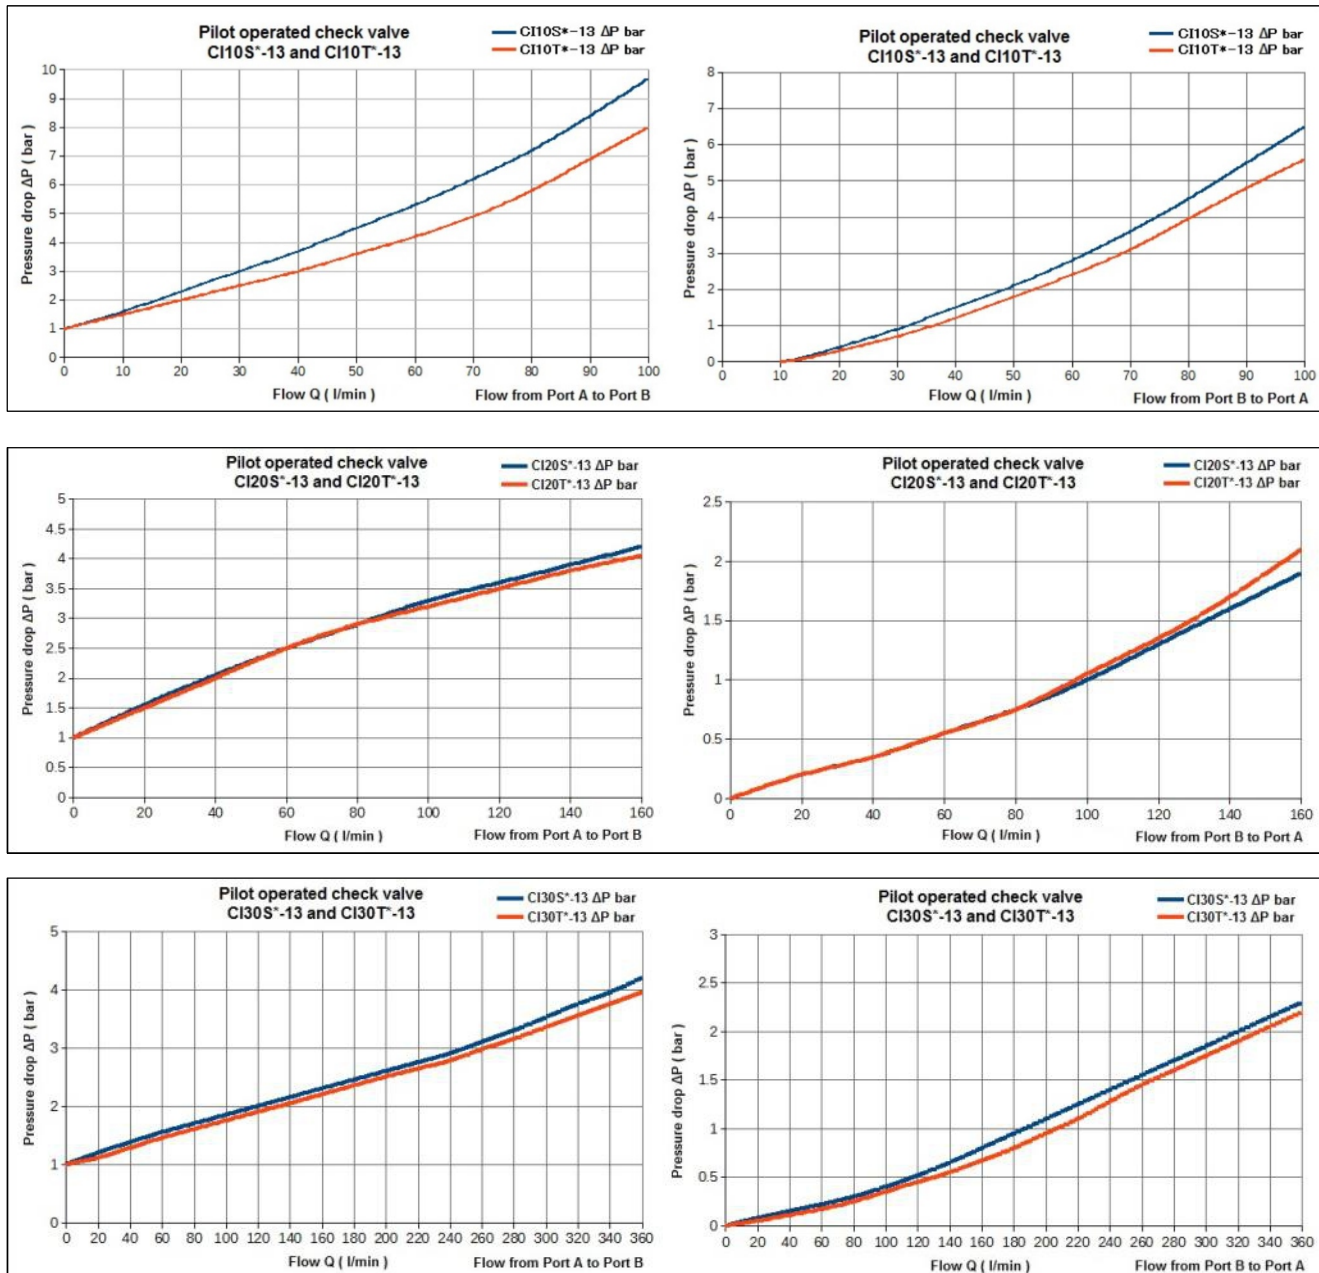 Pilot operated check valve
CI10S*-13 and CI10T*-13
CI10S*-13 ΔP bar
CI10T*-13 ΔP bar
Pressure drop ΔP ( bar )
10
9
8
7
6
5
4
3
2
1
0
0 10 20 30 40 50 60 70 80 90 100
Flow Q ( l/min ) Flow from Port A to Port B
Pilot operated check valve
CI10S*-13 and CI10T*-13
CI10S*-13 ΔP bar
CI10T*-13 ΔP bar
Pressure drop ΔP ( bar )
8
7
6
5
4
3
2
1
0
0 10 20 30 40 50 60 70 80 90 100
Flow Q ( l/min ) Flow from Port B to Port A
Pilot operated check valve
CI20S*-13 and CI20T*-13
CI20S*-13 ΔP bar
CI20T*-13 ΔP bar
Pressure drop ΔP ( bar )
5
4.5
4
3.5
3
2.5
2
1.5
1
0.5
0
0 20 40 60 80 100 120 140 160
Flow Q ( l/min ) Flow from Port A to Port B
Pilot operated check valve
CI20S*-13 and CI20T*-13
CI20S*-13 ΔP bar
CI20T*-13 ΔP bar
Pressure drop ΔP ( bar )
2.5
2
1.5
1
0.5
0
0 20 40 60 80 100 120 140 160
Flow Q ( l/min ) Flow from Port B to Port A
Pilot operated check valve
CI30S*-13 and CI30T*-13
CI30S*-13 ΔP bar
CI30T*-13 ΔP bar
Pressure drop ΔP ( bar )
5
4
3
2
1
0
0 20 40 60 80 100 120 140 160 180 200 220 240 260 280 300 320 340 360
Flow Q ( l/min ) Flow from Port A to Port B
Pilot operated check valve
CI30S*-13 and CI30T*-13
CI30S*-13 ΔP bar
CI30T*-13 ΔP bar
Pressure drop ΔP ( bar )
3
2.5
2
1.5
1
0.5
0
0 20 40 60 80 100 120 140 160 180 200 220 240 260 280 300 320 340 360
Flow Q ( l/min ) Flow from Port B to Port A